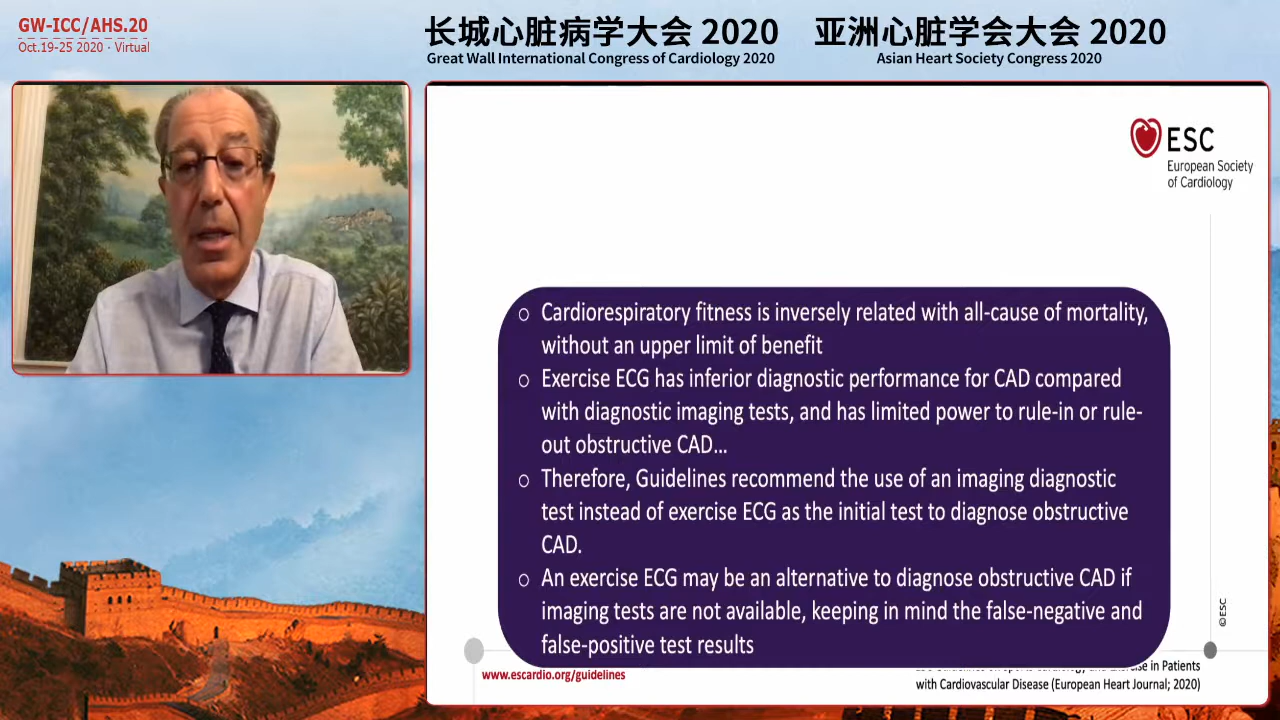 GW-ICC/AHS.20
Oct.19-25 2020 · Virtual
长城心脏病学大会 2020
Great Wall International Congress of Cardiology 2020
亚洲心脏学会大会 2020
Asian Heart Society Congress 2020
ESC
European Society
of Cardiology
○ Cardiorespiratory fitness is inversely related with all-cause of mortality,
without an upper limit of benefit
○ Exercise ECG has inferior diagnostic performance for CAD compared
with diagnostic imaging tests, and has limited power to rule-in or rule-
out obstructive CAD...
○ Therefore, Guidelines recommend the use of an imaging diagnostic
test instead of exercise ECG as the initial test to diagnose obstructive
CAD.
○ An exercise ECG may be an alternative to diagnose obstructive CAD if
imaging tests are not available, keeping in mind the false-negative and
false-positive test results
©ESC
www.escardio.org/guidelines
in Patients
with Cardiovascular Disease (European Heart Journal; 2020)